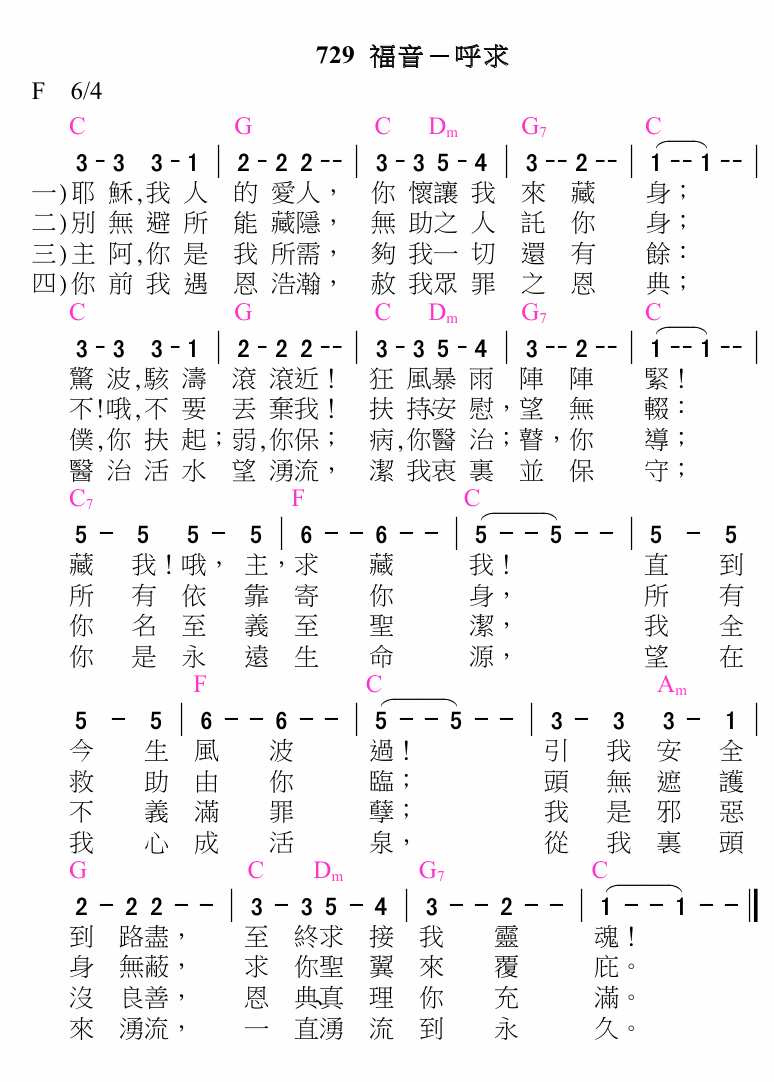 729 福音－呼求
F 6/4
C G C Dm G7 C
3 - 3 3 - 1 | 2 - 2 2 - - | 3 - 3 5 - 4 | 3 - - 2 - - | 1 - - 1 - - |
一)耶 穌,我 人 的 愛人， 你 懷讓 我 來 藏 身；
二)別 無 避 所 能 藏隱， 無 助之 人 託 你 身；
三)主 阿,你 是 我 所需， 夠 我一 切 還 有 餘：
四)你 前 我 遇 恩 浩瀚， 赦 我眾 罪 之 恩 典；
C G C Dm G7 C
3 - 3 3 - 1 | 2 - 2 2 - - | 3 - 3 5 - 4 | 3 - - 2 - - | 1 - - 1 - - |
驚 波,駭 濤 滾 滾近！ 狂 風暴 雨 陣 陣 緊！
不!哦,不 要 丟 棄我！ 扶 持、安 慰，望 無 輟：
僕,你 扶 起；弱,你保； 病,你醫 治；瞽，你 導；
醫 治 活 水 望 湧流， 潔 我衷 裏 並 保 守；
C7 F C
5 - 5 5 - 5 | 6 - - 6 - - | 5 - - 5 - - | 5 - 5
藏 我！哦， 主，求 藏 我！ 直 到
所 有 依 靠 寄 你 身， 所 有
你 名 至 義 至 聖 潔， 我 全
你 是 永 遠 生 命 源， 望 在
F C Am
5 - 5 | 6 - - 6 - - | 5 - - 5 - - | 3 - 3 3 - 1 |
今 生 風 波 過！ 引 我 安 全
救 助 由 你 臨； 頭 無 遮 護
不 義 滿 罪 孽； 我 是 邪 惡
我 心 成 活 泉， 從 我 裏 頭
G C Dm G7 C
2 - 2 2 - - | 3 - 3 5 - 4 | 3 - - 2 - - | 1 - - 1 - - ‖
到 路盡， 至 終求 接 我 靈 魂！
身 無蔽， 求 你聖 翼 來 覆 庇。
沒 良善， 恩 典、真 理 你 充 滿。
來 湧流， 一 直湧 流 到 永 久。